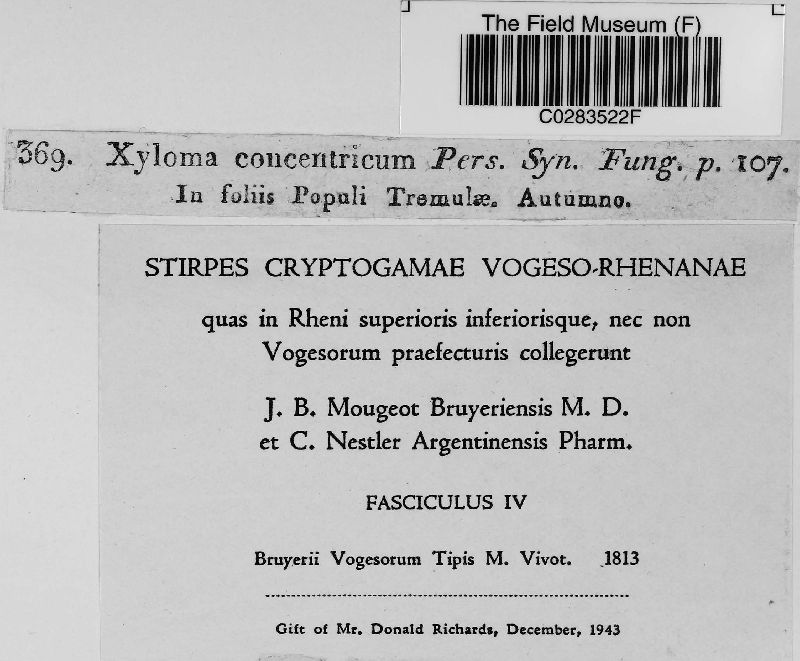 The Field Museum (F)
C0283522F
369. Xyloma concentricum Pers. Syn. Fung. p. 107.
In foliis Populi Tremulæ. Autumno.
STIRPES CRYPTOGAMAE VOGESO-RHENANAE
quas in Rheni superioris inferiorisque, nec non
Vogesorum praefecturis collegerunt
J. B. Mougeot Bruyeriensis M. D.
et C. Nestler Argentinensis Pharm.
FASCICULUS IV
Bruyerii Vogesorum Tipis M. Vivot. 1813
Gift of Mr. Donald Richards, December, 1943